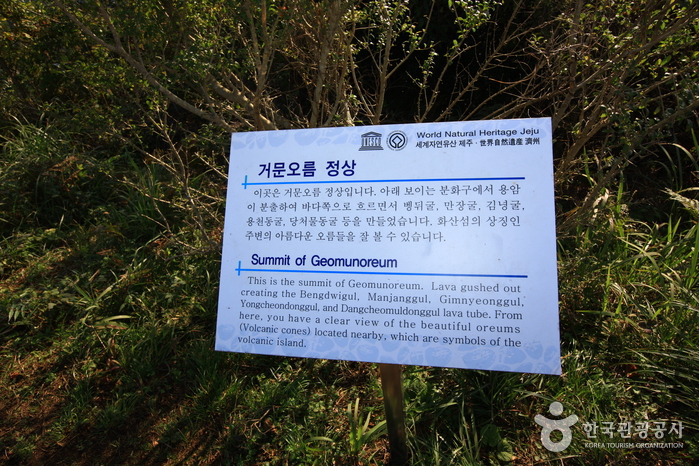 World Natural Heritage Jeju
세계자연유산 제주 · 世界自然遺産 濟州
거문오름 정상
이곳은 거문오름 정상입니다. 아래 보이는 분화구에서 용암
이 분출하여 바다쪽으로 흐르면서 벵뒤굴, 만장굴, 김녕굴,
용천동굴, 당처물동굴 등을 만들었습니다. 화산섬의 상징인
주변의 아름다운 오름들을 잘 볼 수 있습니다.
Summit of Geomunoreum
This is the summit of Geomunoreum. Lava gushed out
creating the Bengdwigul, Manjanggul, Gimnyeonggul,
Yongcheondonggul, and Dangcheomuldonggul lava tube. From
here, you have a clear view of the beautiful oreums
(Volcanic cones) located nearby, which are symbols of the
volcanic island.
한국관광공사
KOREA TOURISM ORGANIZATION